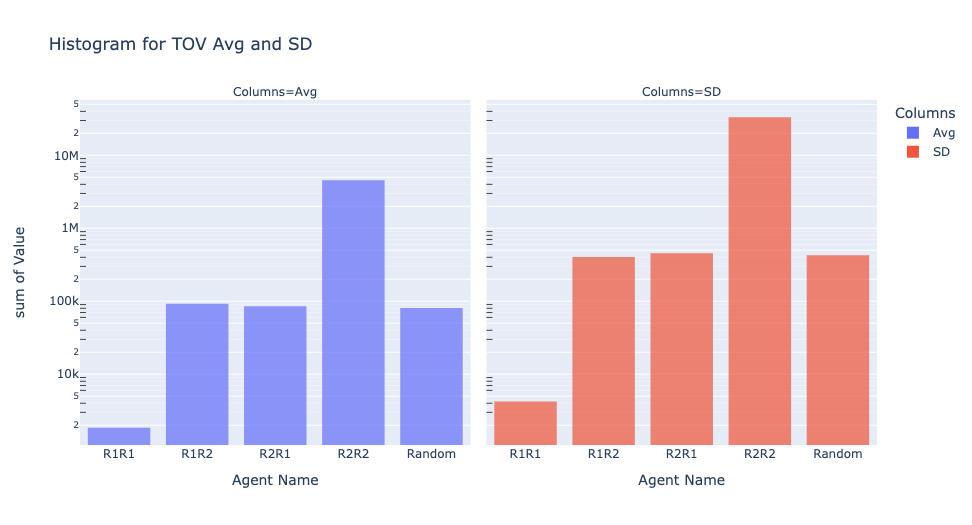 Histogram for TOV Avg and SD
Columns=Avg
Columns=SD
Columns
Avg
SD
sum of Value
5
2
10M
5
2
1M
5
2
100k
5
2
10k
5
2
R1R1 R1R2 R2R1 R2R2 Random
R1R1 R1R2 R2R1 R2R2 Random
Agent Name
Agent Name